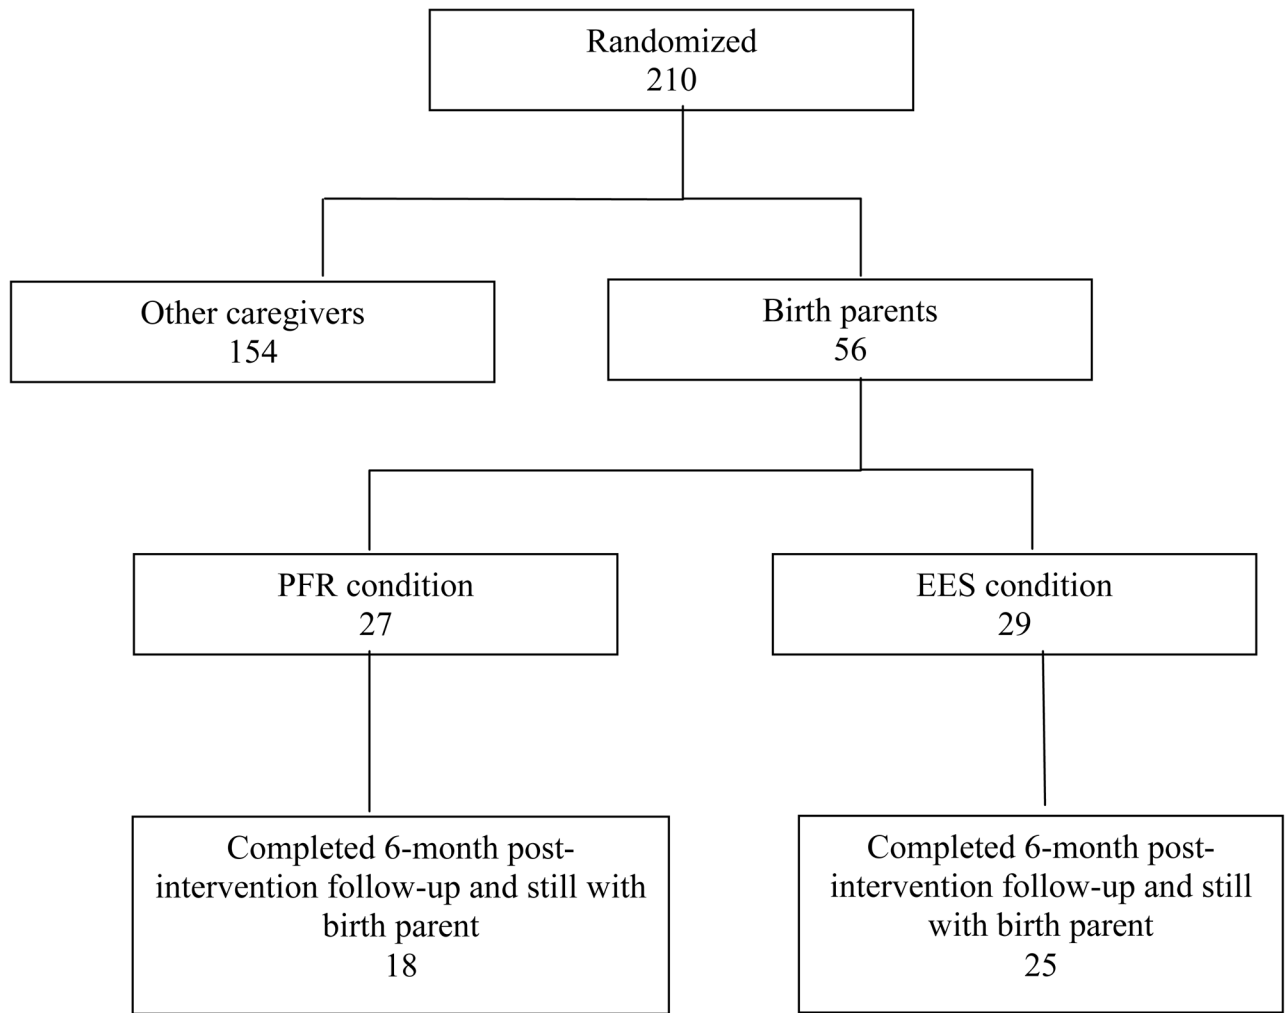 Randomized
210
Other caregivers
154
Birth parents
56
PFR condition
27
EES condition
29
Completed 6-month post-
intervention follow-up and still with
birth parent
18
Completed 6-month post-
intervention follow-up and still
with birth parent
25